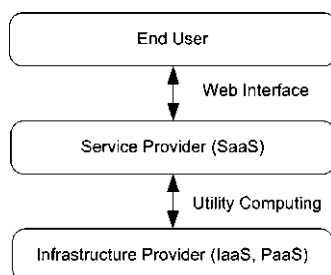 End User
Web Interface
Service Provider (SaaS)
Utility Computing
Infrastructure Provider (IaaS, PaaS)